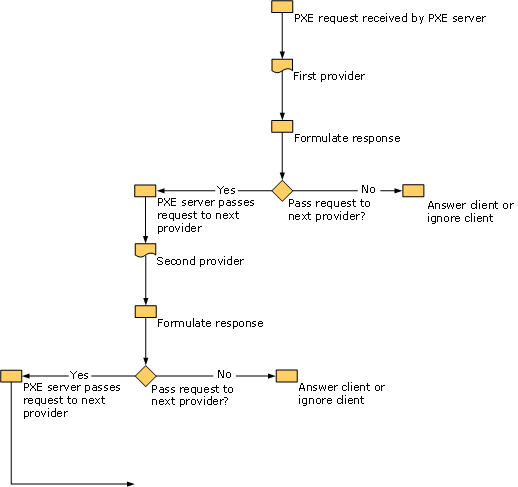 PXE request received by PXE server
First provider
Formulate response
Yes
No
PXE server passes
request to next
provider
Pass request to
next provider?
Answer client or
ignore client
Second provider
Formulate response
Yes
No
PXE server passes
request to next
provider
Pass request to
next provider?
Answer client or
ignore client